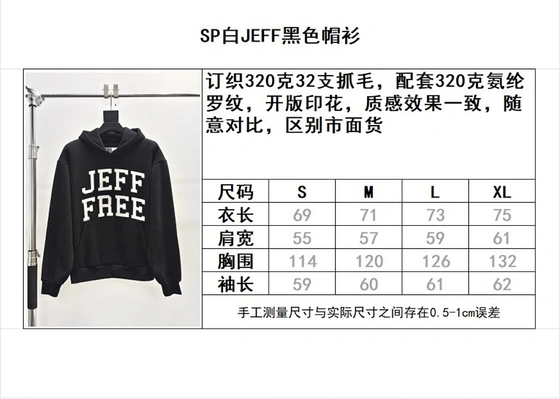 SP白JEFF黑色帽衫
JEFF
FREE
订织320克32支抓毛，配套320克氨纶
罗纹，开版印花，质感效果一致，随
意对比，区别市面货
尺码 S M L XL
衣长 69 71 73 75
肩宽 55 57 59 61
胸围 114 120 126 132
袖长 59 60 61 62
手工测量尺寸与实际尺寸之间存在0.5-1cm误差